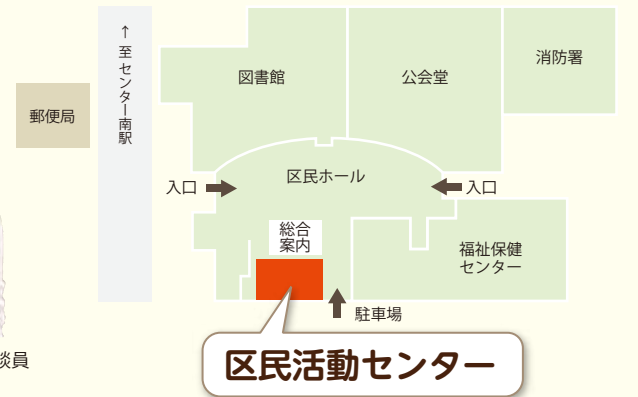 ↑至センター南駅
郵便局
図書館
公会堂
消防署
入口
区民ホール
入口
総合
案内
福祉保健
センター
駐車場
区民活動センター
談員